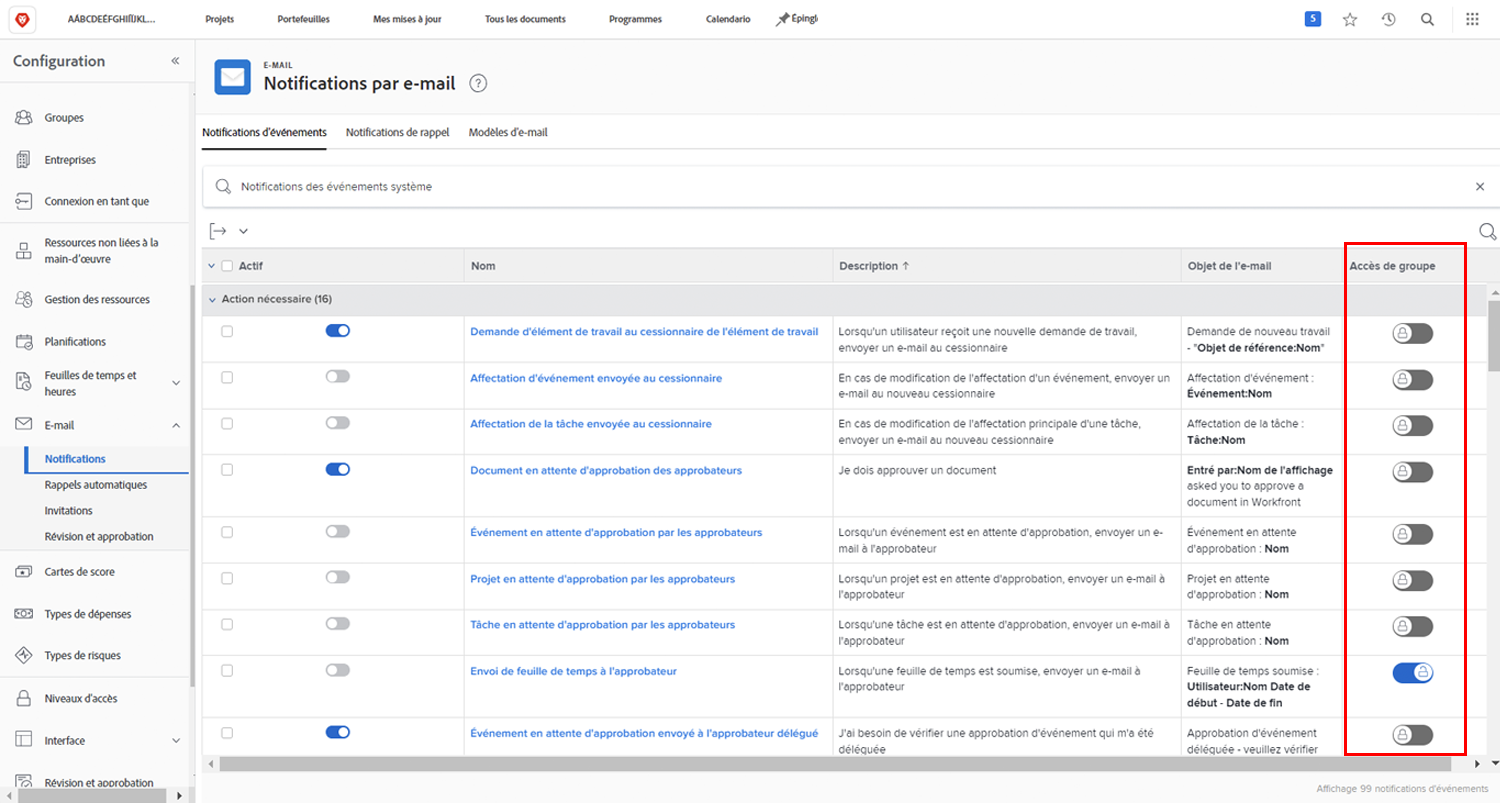 AÀBCDEÉFGHIÎJKL...
Projets
Portefeuilles
Mes mises à jour
Tous les documents
Programmes
Calendario
Épingl
S
Configuration
«
Groupes
Entreprises
Connexion en tant que
Ressources non liées à la
main-d'œuvre
Gestion des ressources
Planifications
Feuilles de temps et
heures
E-mail
Notifications
Rappels automatiques
Invitations
Révision et approbation
Cartes de score
Types de dépenses
Types de risques
Niveaux d'accès
Interface
Révision et approbation
E-MAIL
Notifications par e-mail
?
Notifications d'événements
Notifications de rappel
Modèles d'e-mail
Notifications des événements système
Actif
Nom
Description ↑
Objet de l'e-mail
Accès de groupe
Action nécessaire (16)
Demande d'élément de travail au cessionnaire de l'élément de travail
Lorsqu'un utilisateur reçoit une nouvelle demande de travail,
envoyer un e-mail au cessionnaire
Demande de nouveau travail
- "Objet de référence:Nom"
Affectation d'événement envoyée au cessionnaire
En cas de modification de l'affectation d'un événement, envoyer un
e-mail au nouveau cessionnaire
Affectation d'événement :
Événement:Nom
Affectation de la tâche envoyée au cessionnaire
En cas de modification de l'affectation principale d'une tâche,
envoyer un e-mail au nouveau cessionnaire
Affectation de la tâche :
Tâche:Nom
Document en attente d'approbation des approbateurs
Je dois approuver un document
Entré par:Nom de l'affichage
asked you to approve a
document in Workfront
Événement en attente d'approbation par les approbateurs
Lorsqu'un événement est en attente d'approbation, envoyer un e-
mail à l'approbateur
Événement en attente
d'approbation : Nom
Projet en attente d'approbation par les approbateurs
Lorsqu'un projet est en attente d'approbation, envoyer un e-mail à
l'approbateur
Projet en attente
d'approbation : Nom
Tâche en attente d'approbation par les approbateurs
Lorsqu'une tâche est en attente d'approbation, envoyer un e-mail à
l'approbateur
Tâche en attente
d'approbation : Nom
Envoi de feuille de temps à l'approbateur
Lorsqu'une feuille de temps est soumise, envoyer un e-mail à
l'approbateur
Feuille de temps soumise :
Utilisateur:Nom Date de
début - Date de fin
Événement en attente d'approbation envoyé à l'approbateur délégué
J'ai besoin de vérifier une approbation d'événement qui m'a été
déléguée
Approbation d'événement
déléguée - veuillez vérifier
Affichage 99 notifications d'événements